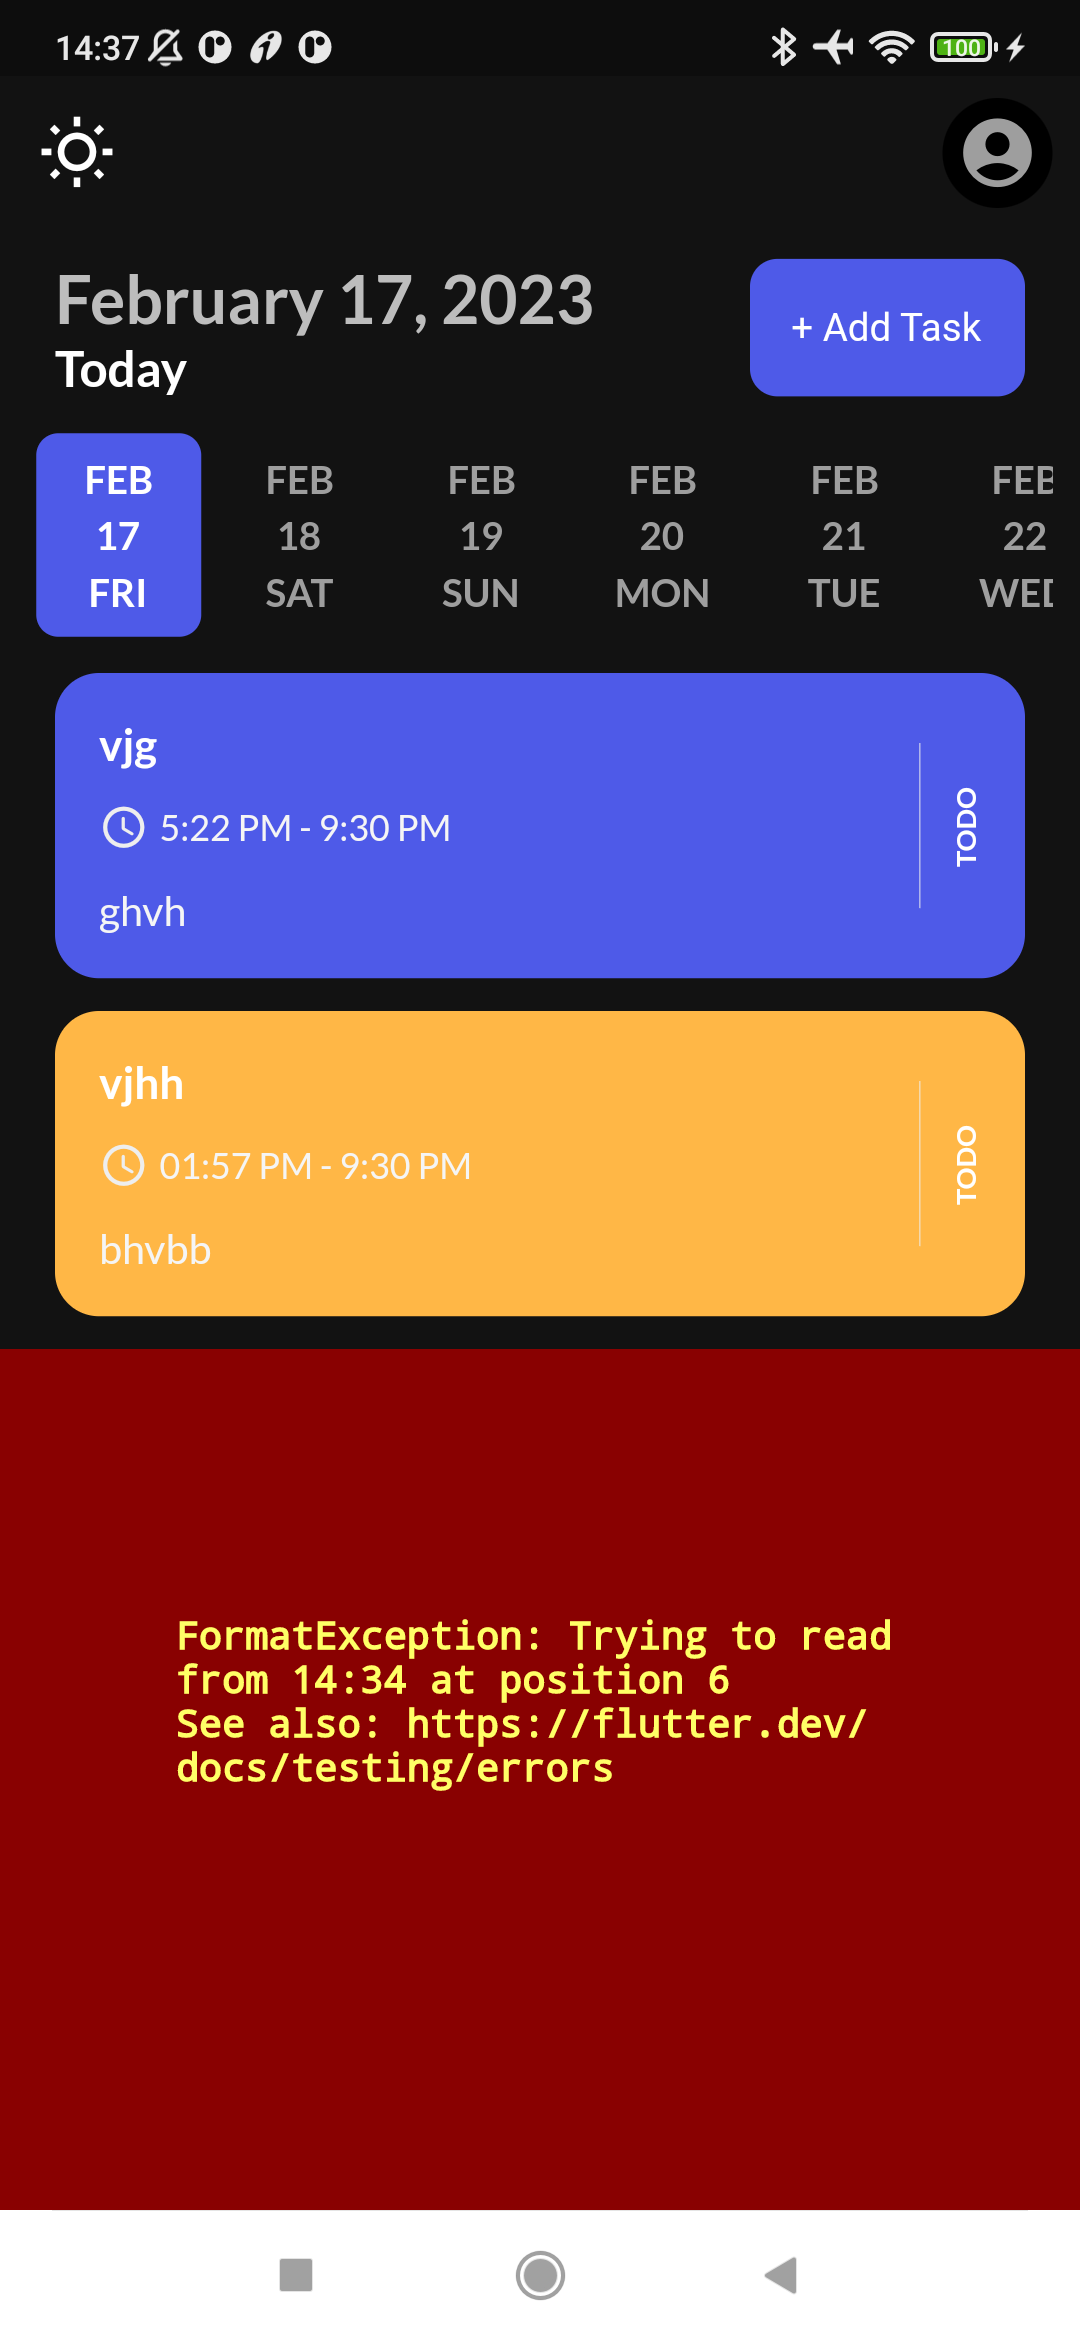 14:37
100
February 17, 2023
+ Add Task
Today
FEB FEB FEB FEB FEB FEB
17 18 19 20 21 22
FRI SAT SUN MON TUE WED
vjg
5:22 PM - 9:30 PM
TODO
ghvh
vjhh
01:57 PM - 9:30 PM
TODO
bhvbb
FormatException: Trying to read
from 14:34 at position 6
See also: https://flutter.dev/
docs/testing/errors